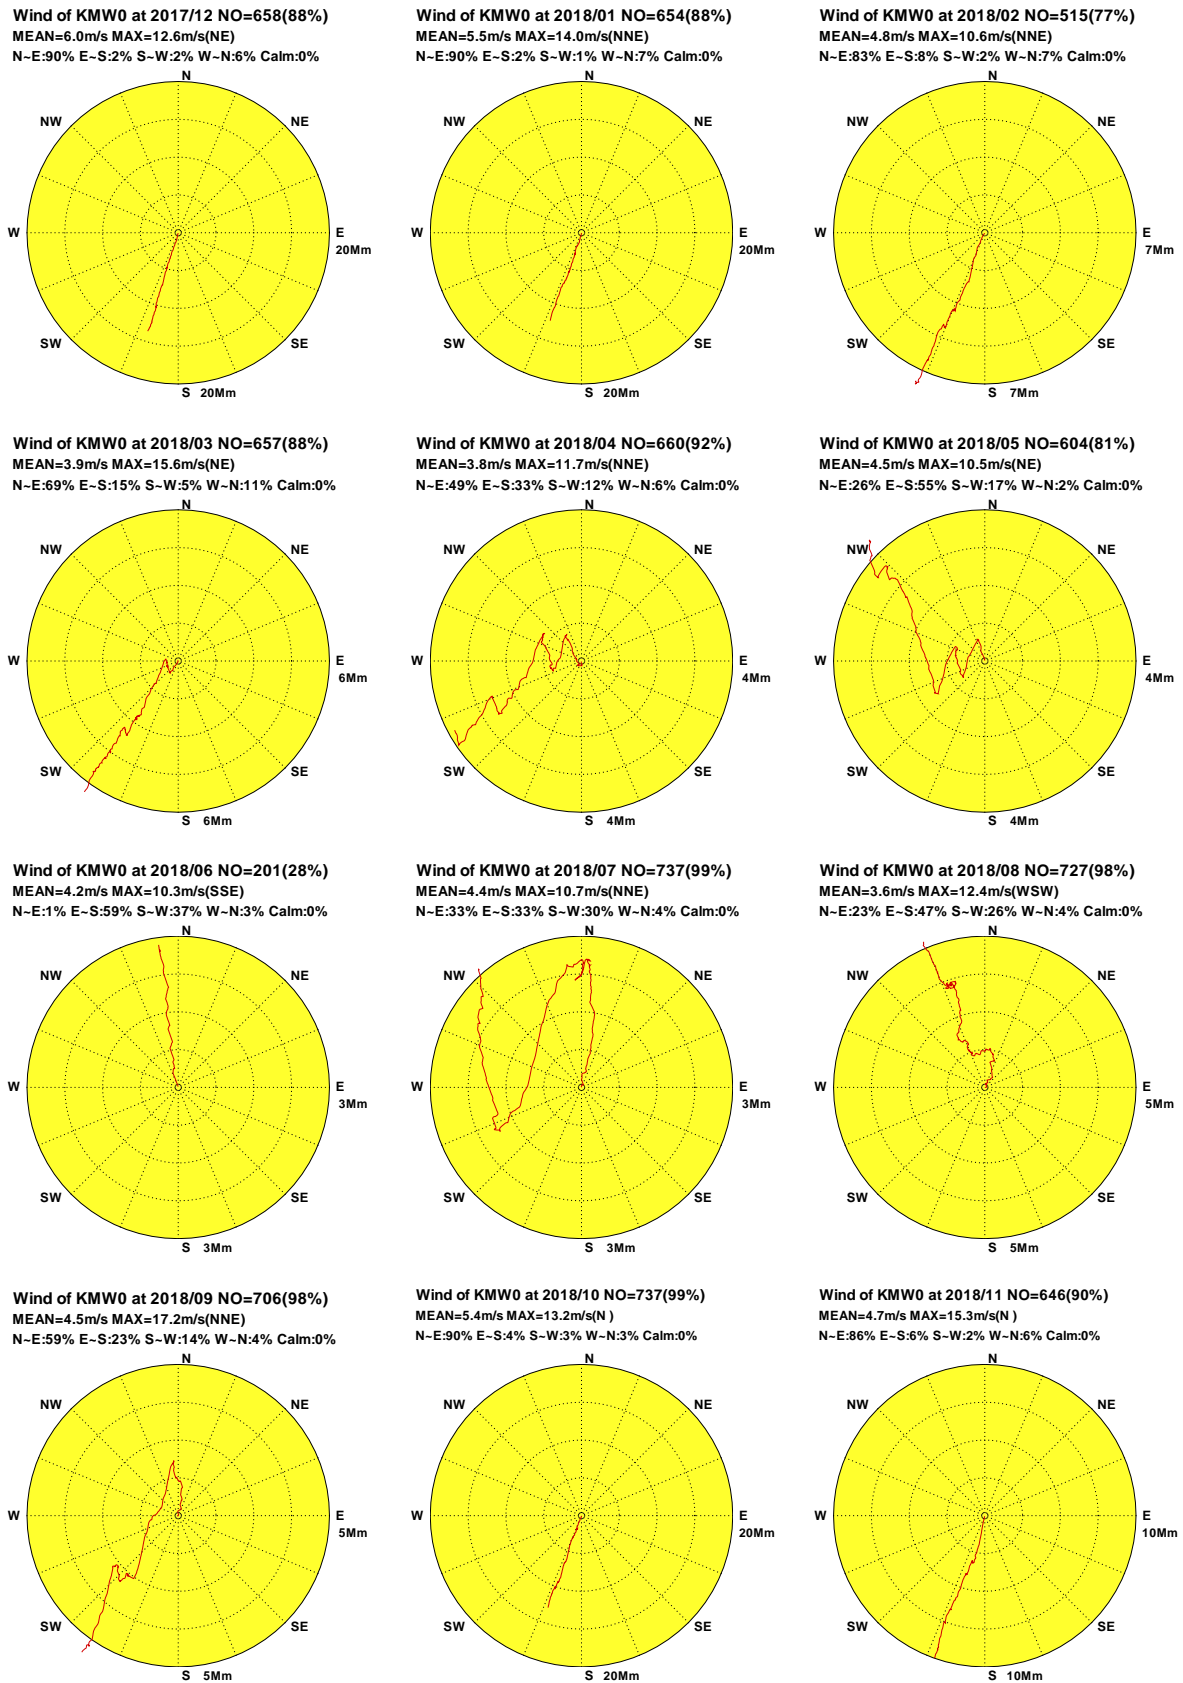 Wind of KMW0 at 2017/12 NO=658(88%)
MEAN=6.0m/s MAX=12.6m/s(NE)
N~E:90% E~S:2% S~W:2% W~N:6% Calm:0%
N
NW
NE
W
E
20Mm
SW
SE
S 20Mm
Wind of KMW0 at 2018/01 NO=654(88%)
MEAN=5.5m/s MAX=14.0m/s(NNE)
N~E:90% E~S:2% S~W:1% W~N:7% Calm:0%
N
NW
NE
W
E
20Mm
SW
SE
S 20Mm
Wind of KMW0 at 2018/02 NO=515(77%)
MEAN=4.8m/s MAX=10.6m/s(NNE)
N~E:83% E~S:8% S~W:2% W~N:7% Calm:0%
N
NW
NE
W
E
7Mm
SW
SE
S 7Mm
Wind of KMW0 at 2018/03 NO=657(88%)
MEAN=3.9m/s MAX=15.6m/s(NE)
N~E:69% E~S:15% S~W:5% W~N:11% Calm:0%
N
NW
NE
W
E
6Mm
SW
SE
S 6Mm
Wind of KMW0 at 2018/04 NO=660(92%)
MEAN=3.8m/s MAX=11.7m/s(NNE)
N~E:49% E~S:33% S~W:12% W~N:6% Calm:0%
N
NW
NE
W
E
4Mm
SW
SE
S 4Mm
Wind of KMW0 at 2018/05 NO=604(81%)
MEAN=4.5m/s MAX=10.5m/s(NE)
N~E:26% E~S:55% S~W:17% W~N:2% Calm:0%
N
NW
NE
W
E
4Mm
SW
SE
S 4Mm
Wind of KMW0 at 2018/06 NO=201(28%)
MEAN=4.2m/s MAX=10.3m/s(SSE)
N~E:1% E~S:59% S~W:37% W~N:3% Calm:0%
N
NW
NE
W
E
3Mm
SW
SE
S 3Mm
Wind of KMW0 at 2018/07 NO=737(99%)
MEAN=4.4m/s MAX=10.7m/s(NNE)
N~E:33% E~S:33% S~W:30% W~N:4% Calm:0%
N
NW
NE
W
E
3Mm
SW
SE
S 3Mm
Wind of KMW0 at 2018/08 NO=727(98%)
MEAN=3.6m/s MAX=12.4m/s(WSW)
N~E:23% E~S:47% S~W:26% W~N:4% Calm:0%
N
NW
NE
W
E
5Mm
SW
SE
S 5Mm
Wind of KMW0 at 2018/09 NO=706(98%)
MEAN=4.5m/s MAX=17.2m/s(NNE)
N~E:59% E~S:23% S~W:14% W~N:4% Calm:0%
N
NW
NE
W
E
5Mm
SW
SE
S 5Mm
Wind of KMW0 at 2018/10 NO=737(99%)
MEAN=5.4m/s MAX=13.2m/s(N )
N~E:90% E~S:4% S~W:3% W~N:3% Calm:0%
N
NW
NE
W
E
20Mm
SW
SE
S 20Mm
Wind of KMW0 at 2018/11 NO=646(90%)
MEAN=4.7m/s MAX=15.3m/s(N )
N~E:86% E~S:6% S~W:2% W~N:6% Calm:0%
N
NW
NE
W
E
10Mm
SW
SE
S 10Mm